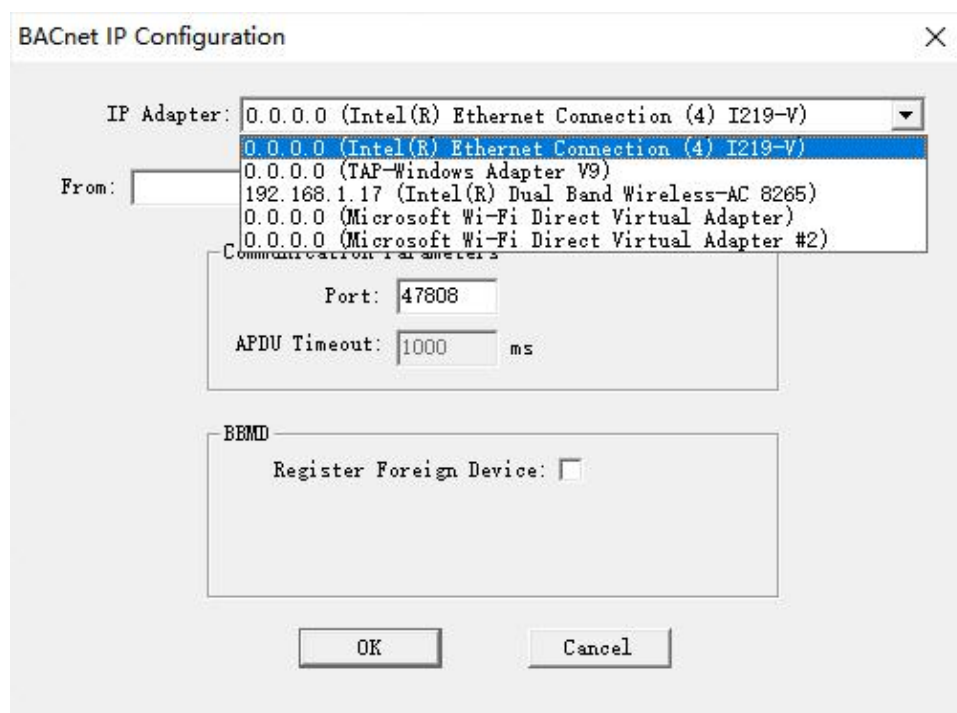 BACnet IP Configuration
IP Adapter: 0.0.0.0 (Intel(R) Ethernet Connection (4) I219-V)
0.0.0.0 (Intel(R) Ethernet Connection (4) I219-V)
0.0.0.0 (TAP-Windows Adapter V9)
From:
192.168.1.17 (Intel(R) Dual Band Wireless-AC 8265)
0.0.0.0 (Microsoft Wi-Fi Direct Virtual Adapter)
0.0.0.0 (Microsoft Wi-Fi Direct Virtual Adapter #2)
Communication Parameters
Port: 47808
APDU Timeout: 1000 ms
BBMD
Register Foreign Device:
OK Cancel